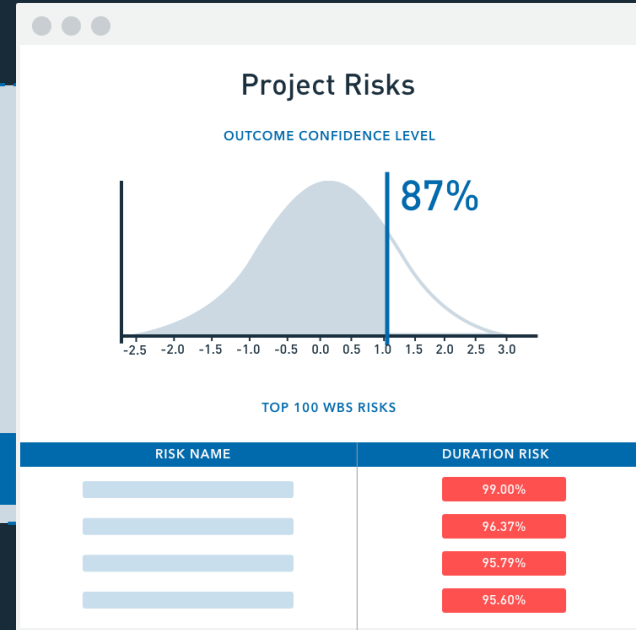 Project Risks
OUTCOME CONFIDENCE LEVEL
87%
-2.5 -2.0 -1.5 -1.0 -0.5 0.0 0.5 1.0 1.5 2.0 2.5 3.0
TOP 100 WBS RISKS
RISK NAME DURATION RISK
99.00%
96.37%
95.79%
95.60%